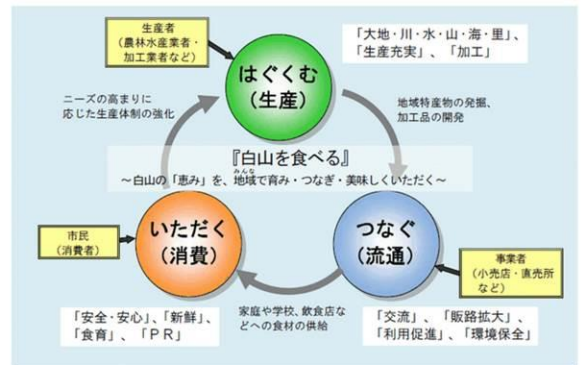 生産者
（農林水産業者・
加工業者など）
「大地・川・水・山・海・里」、
「生産充実」、「加工」
はぐくむ
（生産）
ニーズの高まりに
応じた生産体制の強化
地域特産物の発掘、
加工品の開発
『白山を食べる』
みんな
～白山の「恵み」を、地域で育み・つなぎ・美味しくいただく～
いただく
（消費）
つなぐ
（流通）
市民
（消費者）
事業者
（小売店・直売所
など）
家庭や学校、飲食店な
どへの食材の供給
「安全・安心」、「新鮮」、
「食育」、「ＰＲ」
「交流」、「販路拡大」、
「利用促進」、「環境保全」